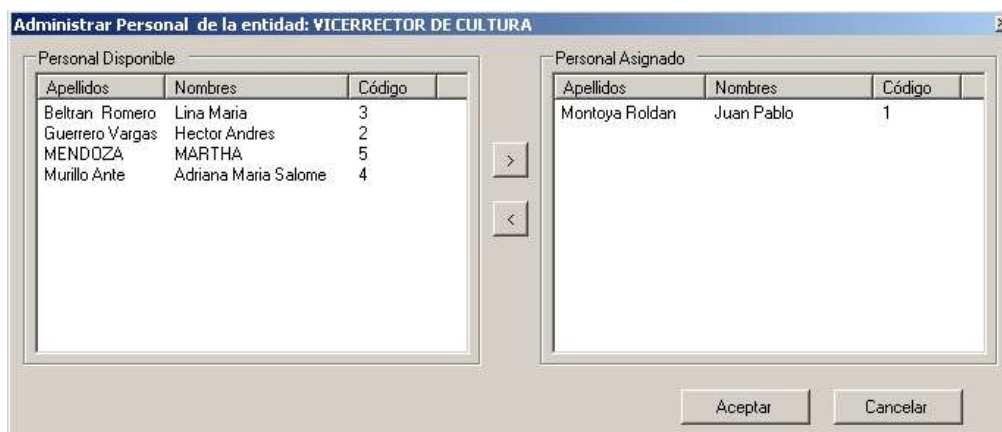 Administrar Personal de la entidad: VICERRECTOR DE CULTURA
Personal Disponible
Apellidos Nombres Código
Beltran Romero Lina Maria 3
Guerrero Vargas Hector Andres 2
MENDOZA MARTHA 5
Murillo Ante Adriana Maria Salome 4
>
<
Personal Asignado
Apellidos Nombres Código
Montoya Roldan Juan Pablo 1
Aceptar Cancelar